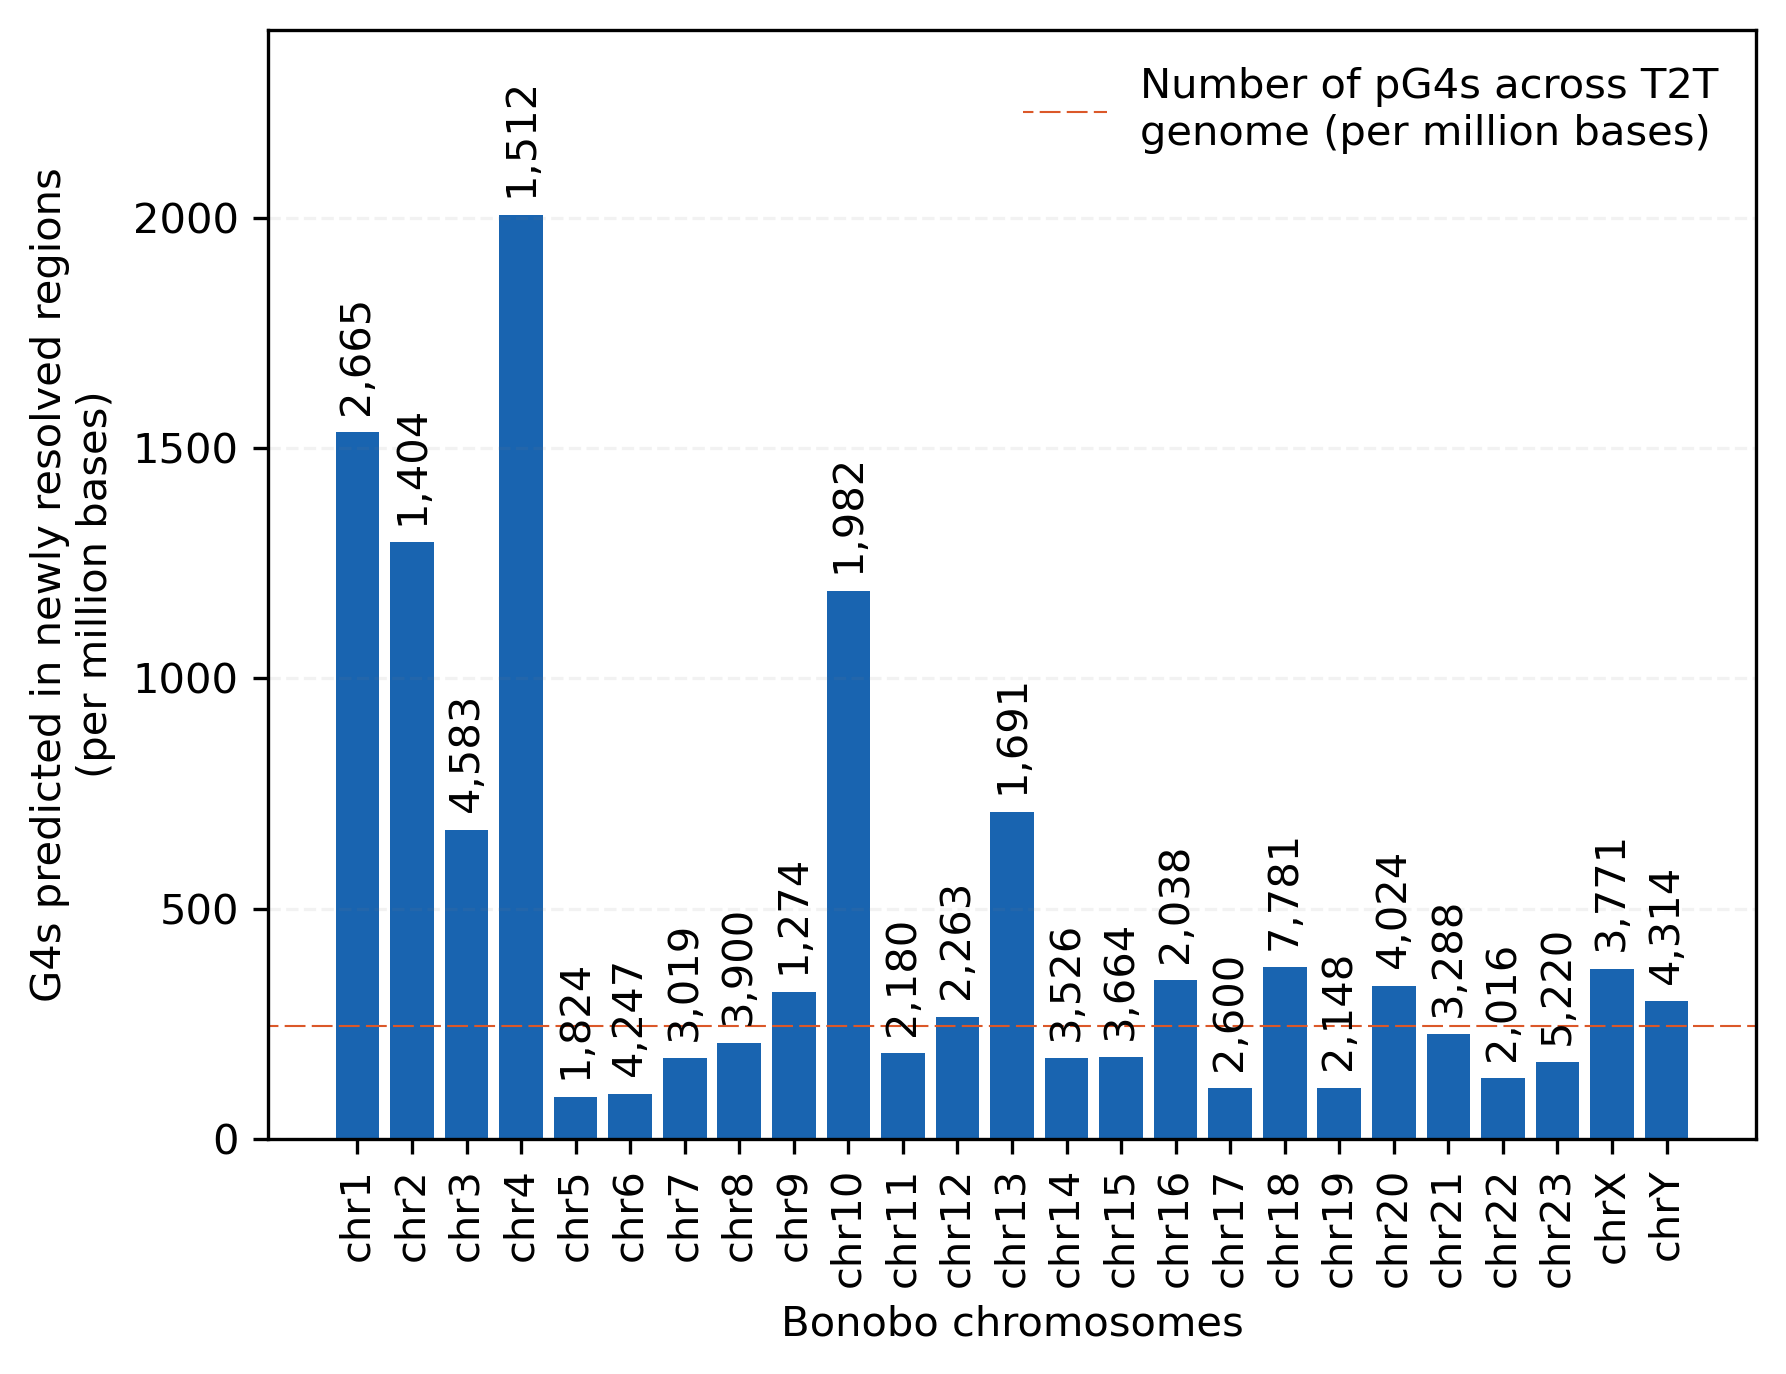 Number of pG4s across T2T
genome (per million bases)
G4s predicted in newly resolved regions
(per million bases)
2000
1500
1000
500
0
2,665
1,404
4,583
1,512
1,824
4,247
3,019
3,900
1,274
1,982
2,180
2,263
1,691
3,526
3,664
2,038
2,600
7,781
2,148
4,024
3,288
2,016
5,220
3,771
4,314
chr1
chr2
chr3
chr4
chr5
chr6
chr7
chr8
chr9
chr10
chr11
chr12
chr13
chr14
chr15
chr16
chr17
chr18
chr19
chr20
chr21
chr22
chr23
chrX
chrY
Bonobo chromosomes